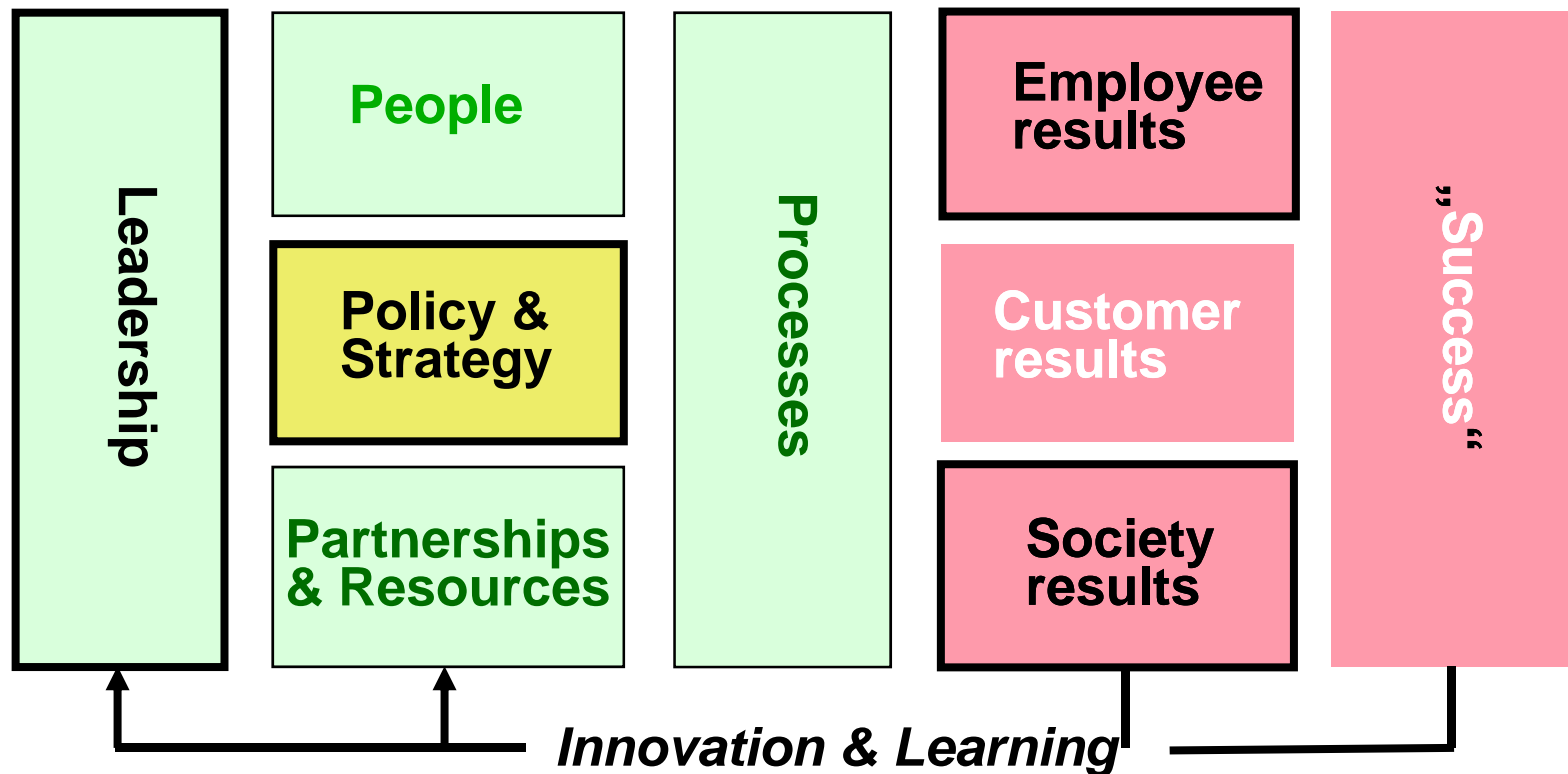 Leadership
People
Policy &
Strategy
Partnerships
& Resources
Processes
Employee
results
Customer
results
Society
results
„Success“
Innovation & Learning